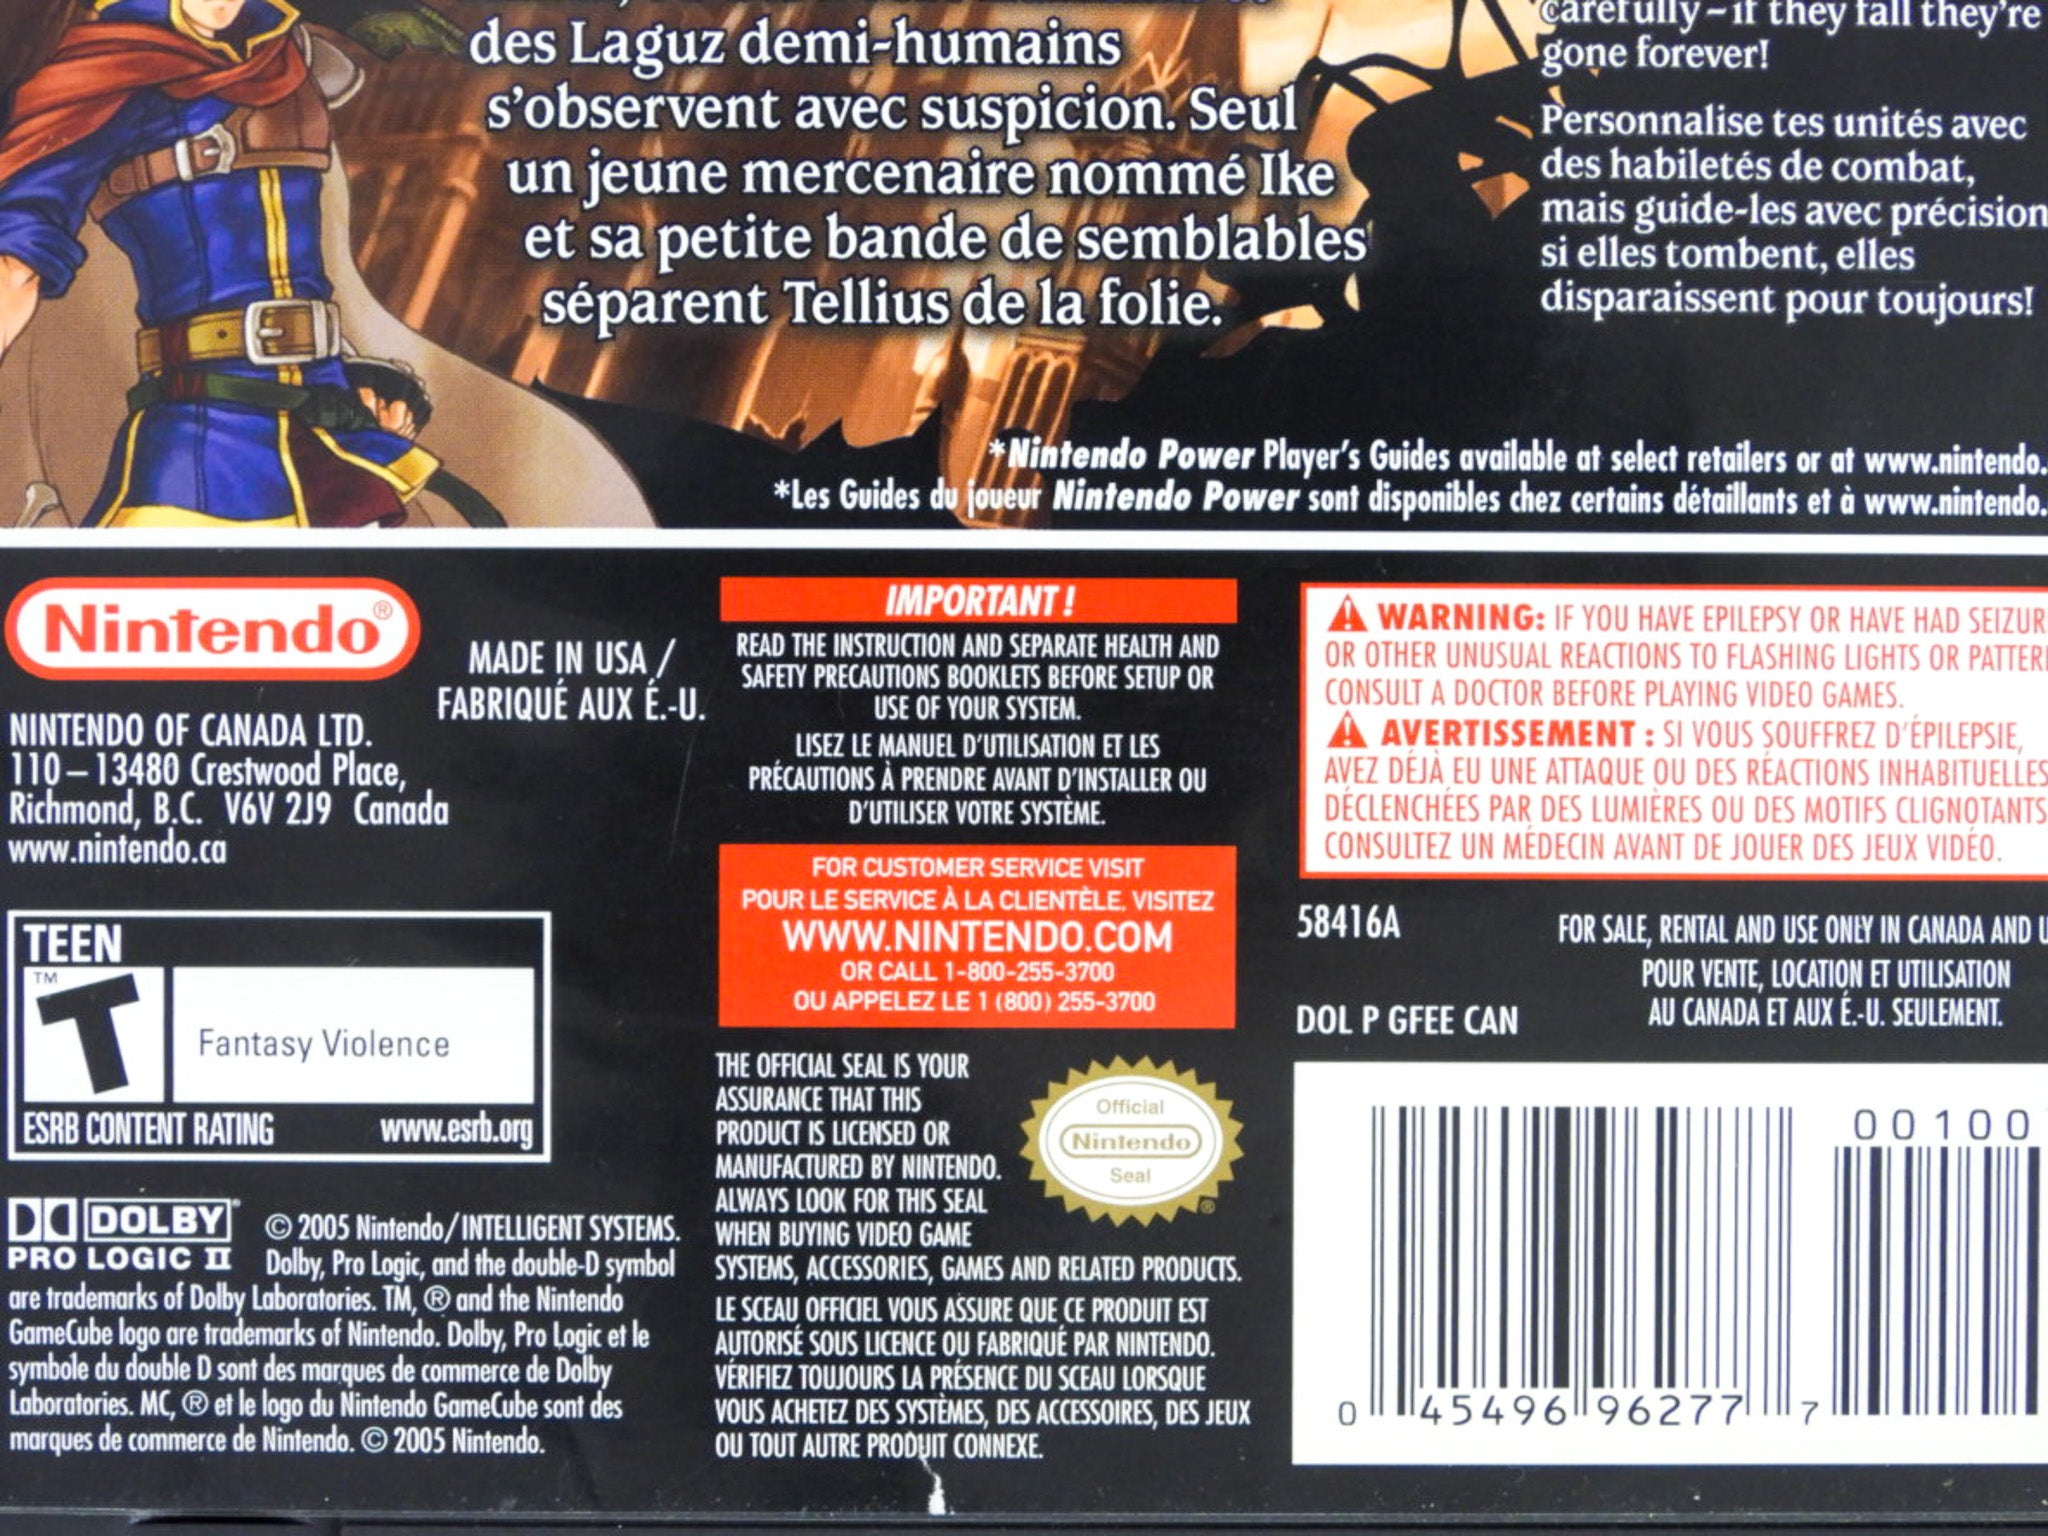 des Laguz demi-humains
s'observent avec suspicion. Seul
un jeune mercenaire nommé Ike
et sa petite bande de semblables
séparent Tellius de la folie.
carefully – if they fall they're
gone forever!
Personnalise tes unités avec
des habiletés de combat,
mais guide-les avec précision
si elles tombent, elles
disparaissent pour toujours!
*Nintendo Power Player's Guides available at select retailers or at www.nintendo.
*Les Guides du joueur Nintendo Power sont disponibles chez certains détaillants et à www.nintendo.
Nintendo®
MADE IN USA /
FABRIQUÉ AUX É.-U.
NINTENDO OF CANADA LTD.
110 – 13480 Crestwood Place,
Richmond, B.C. V6V 2J9 Canada
www.nintendo.ca
TEEN
TM
T
Fantasy Violence
ESRB CONTENT RATING www.esrb.org
DOLBY®
PRO LOGIC II
© 2005 Nintendo/INTELLIGENT SYSTEMS.
Dolby, Pro Logic, and the double-D symbol
are trademarks of Dolby Laboratories. TM, ® and the Nintendo
GameCube logo are trademarks of Nintendo. Dolby, Pro Logic et le
symbole du double D sont des marques de commerce de Dolby
Laboratories. MC, ® et le logo du Nintendo GameCube sont des
marques de commerce de Nintendo. © 2005 Nintendo.
IMPORTANT !
READ THE INSTRUCTION AND SEPARATE HEALTH AND
SAFETY PRECAUTIONS BOOKLETS BEFORE SETUP OR
USE OF YOUR SYSTEM.
LISEZ LE MANUEL D'UTILISATION ET LES
PRÉCAUTIONS À PRENDRE AVANT D'INSTALLER OU
D'UTILISER VOTRE SYSTÈME.
FOR CUSTOMER SERVICE VISIT
POUR LE SERVICE À LA CLIENTÈLE, VISITEZ
WWW.NINTENDO.COM
OR CALL 1-800-255-3700
OU APPELEZ LE 1 (800) 255-3700
THE OFFICIAL SEAL IS YOUR
ASSURANCE THAT THIS
PRODUCT IS LICENSED OR
MANUFACTURED BY NINTENDO.
ALWAYS LOOK FOR THIS SEAL
WHEN BUYING VIDEO GAME
SYSTEMS, ACCESSORIES, GAMES AND RELATED PRODUCTS.
Official
Nintendo
Seal
®
LE SCEAU OFFICIEL VOUS ASSURE QUE CE PRODUIT EST
AUTORISÉ SOUS LICENCE OU FABRIQUÉ PAR NINTENDO.
VÉRIFIEZ TOUJOURS LA PRÉSENCE DU SCEAU LORSQUE
VOUS ACHETEZ DES SYSTÈMES, DES ACCESSOIRES, DES JEUX
OU TOUT AUTRE PRODUIT CONNEXE.
WARNING: IF YOU HAVE EPILEPSY OR HAVE HAD SEIZUR
OR OTHER UNUSUAL REACTIONS TO FLASHING LIGHTS OR PATTER
CONSULT A DOCTOR BEFORE PLAYING VIDEO GAMES.
AVERTISSEMENT : SI VOUS SOUFFREZ D'ÉPILEPSIE,
AVEZ DÉJÀ EU UNE ATTAQUE OU DES RÉACTIONS INHABITUELLES
DÉCLENCHÉES PAR DES LUMIÈRES OU DES MOTIFS CLIGNOTANTS
CONSULTEZ UN MÉDECIN AVANT DE JOUER DES JEUX VIDÉO.
58416A
FOR SALE, RENTAL AND USE ONLY IN CANADA AND
POUR VENTE, LOCATION ET UTILISATION
AU CANADA ET AUX É.-U. SEULEMENT.
DOL P GFEE CAN
00100
0 45496 96277 7